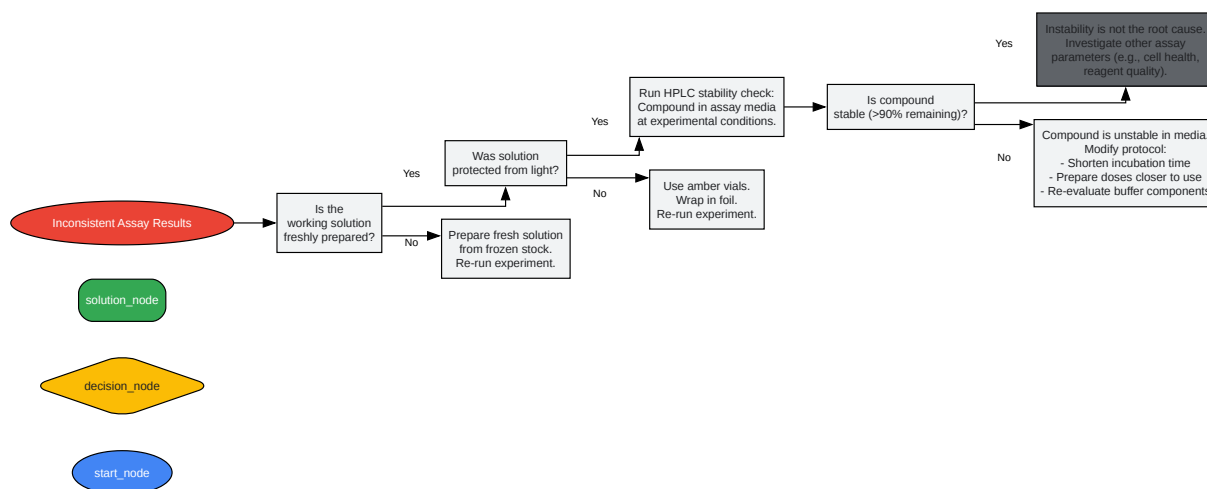 Inconsistent Assay Results
Is the
working solution
freshly prepared?
Yes
No
Prepare fresh solution
from frozen stock.
Re-run experiment.
Was solution
protected from light?
Yes
No
Use amber vials.
Wrap in foil.
Re-run experiment.
Run HPLC stability check:
Compound in assay media
at experimental conditions.
Is compound
stable (>90% remaining)?
Yes
No
Instability is not the root cause.
Investigate other assay
parameters (e.g., cell health,
reagent quality).
Compound is unstable in media.
Modify protocol:
- Shorten incubation time
- Prepare doses closer to use
- Re-evaluate buffer components
solution_node
decision_node
start_node